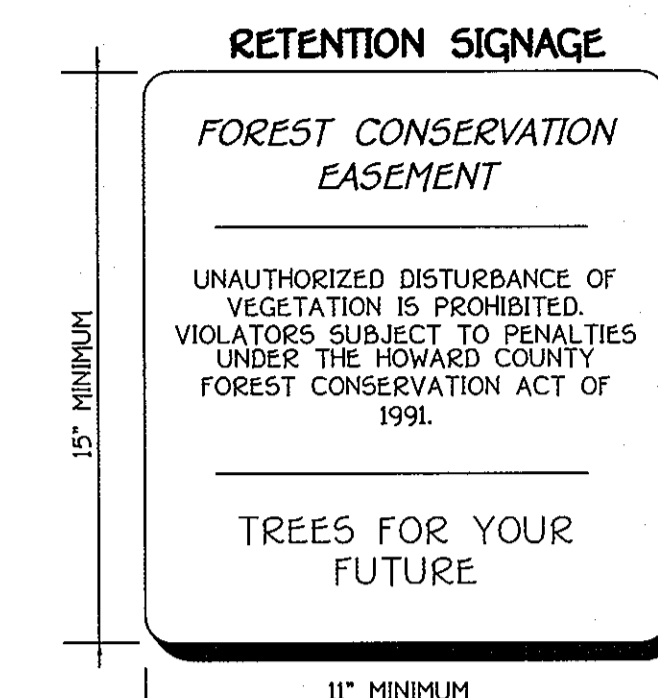 RETENTION SIGNAGE
FOREST CONSERVATION
EASEMENT
UNAUTHORIZED DISTURBANCE OF
VEGETATION IS PROHIBITED.
VIOLATORS SUBJECT TO PENALTIES
UNDER THE HOWARD COUNTY
FOREST CONSERVATION ACT OF
1991.
TREES FOR YOUR
FUTURE
15" MINIMUM
11" MINIMUM